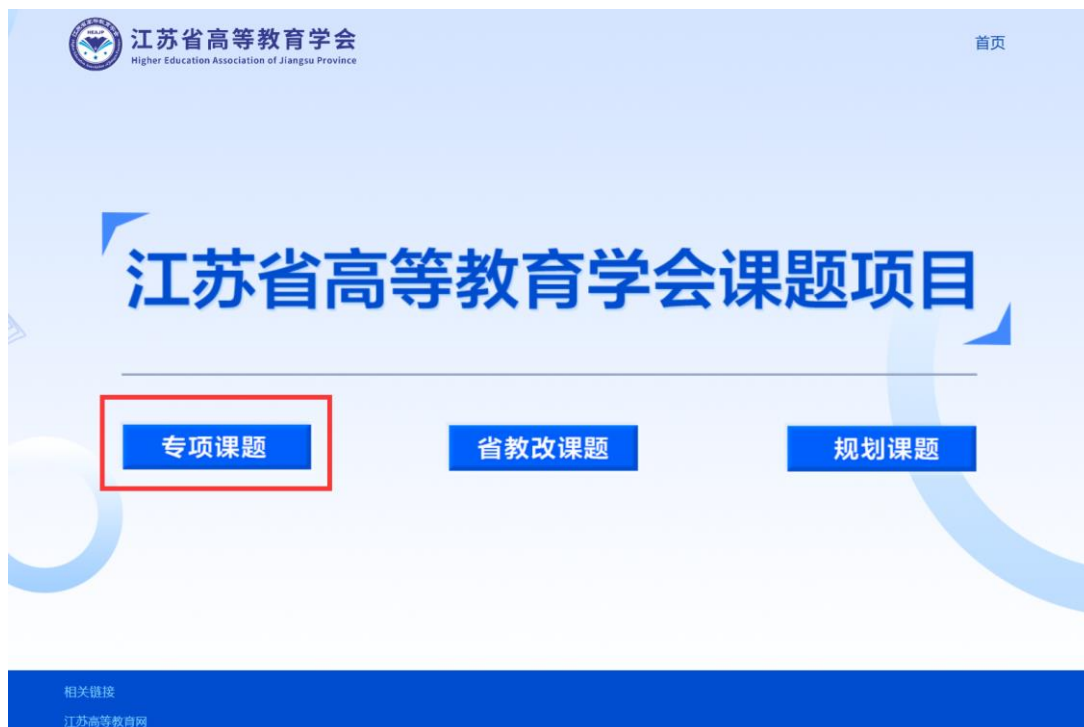 HEAJP
江苏省高等教育学会
Higher Education Association of Jiangsu Province
首页
江苏省高等教育学会课题项目
专项课题
省教改课题
规划课题
相关链接
江苏高等教育网